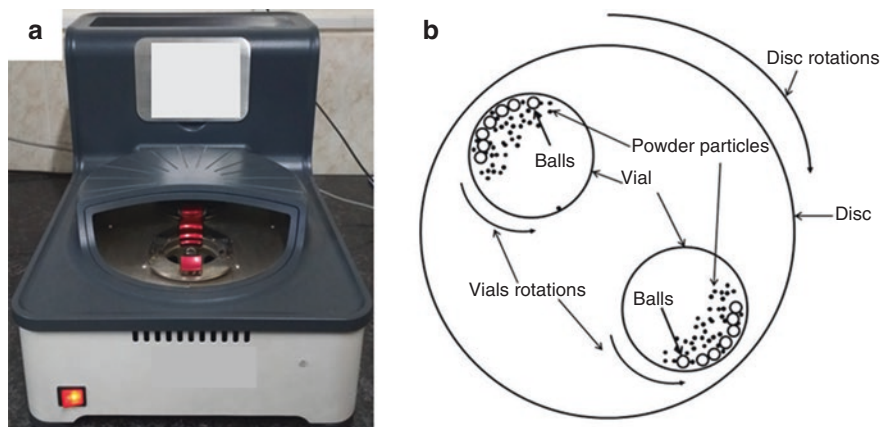 a
b
Disc rotations
Powder particles
Balls
Vial
Disc
Vials rotations
Balls